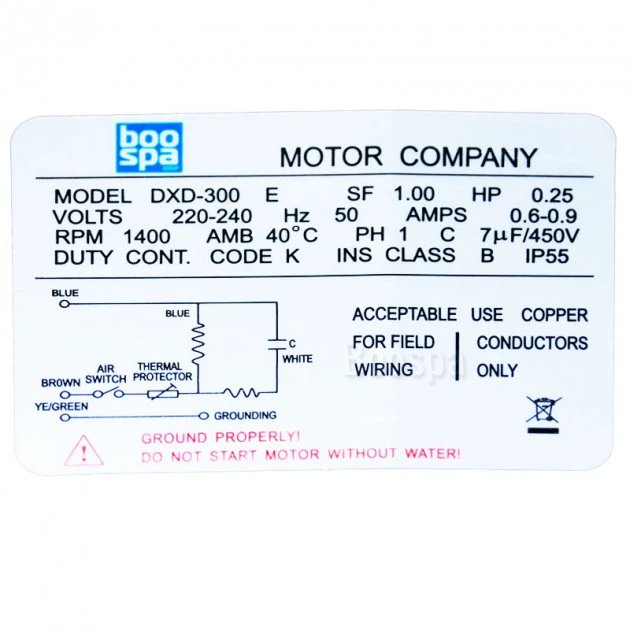 boo
spa
MOTOR COMPANY
MODEL DXD-300 E SF 1.00 HP 0.25
VOLTS 220-240 Hz 50 AMPS 0.6-0.9
RPM 1400 AMB 40°C PH 1 C 7µF/450V
DUTY CONT. CODE K INS CLASS B IP55
BLUE
BLUE
C
WHITE
AIR
SWITCH
THERMAL
PROTECTOR
BROWN
YE/GREEN
GROUNDING
ACCEPTABLE USE COPPER
FOR FIELD CONDUCTORS
WIRING ONLY
Boospa
GROUND PROPERLY!
DO NOT START MOTOR WITHOUT WATER!